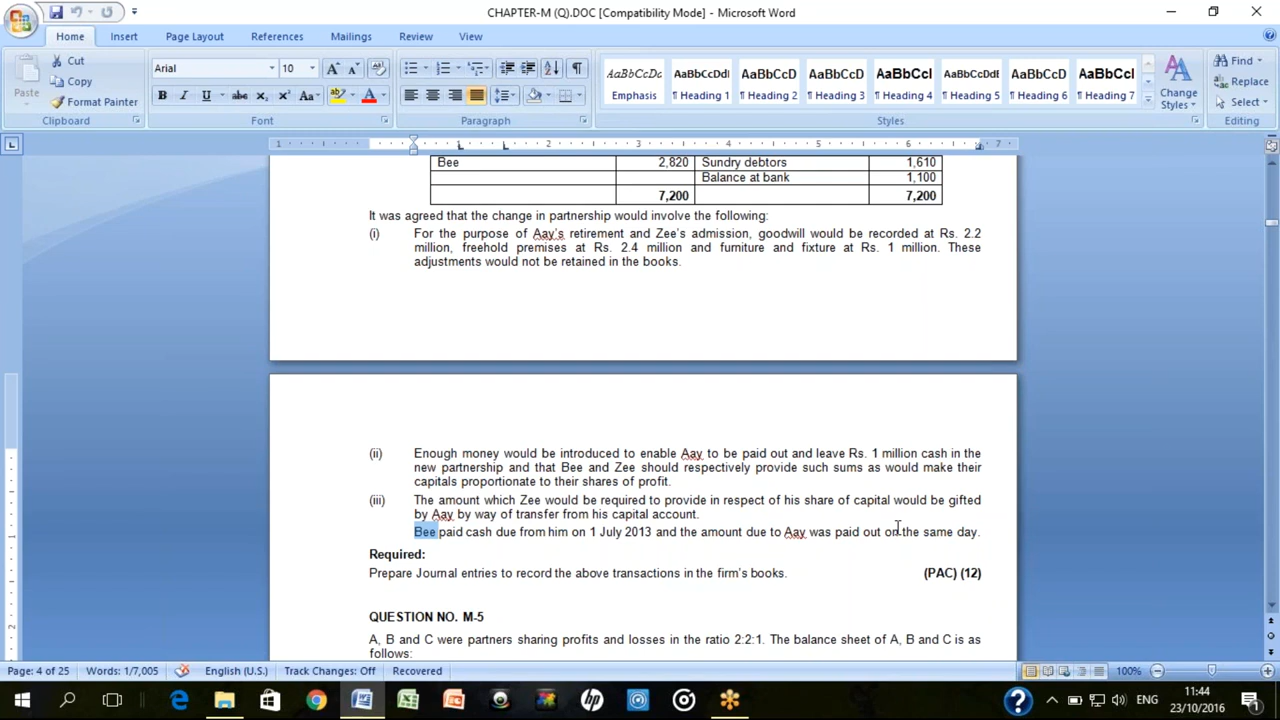 CHAPTER-M (Q).DOC [Compatibility Mode] - Microsoft Word
Home Insert Page Layout References Mailings Review View
Paste Cut Copy Format Painter
Clipboard
Arial 10
Font
Paragraph
AaBbCcDc AaBbCcDdI AaBbCcD AaBbCcD AaBbCcI AaBbCcDdE AaBbCcD AaBbCcI
Emphasis ¶ Heading 1 ¶ Heading 2 ¶ Heading 3 ¶ Heading 4 ¶ Heading 5 ¶ Heading 6 ¶ Heading 7
Styles
Change Styles
Find
Replace
Select
Editing
1 1 2 3 4 5 6 7
Bee 2,820 Sundry debtors 1,610
Balance at bank 1,100
7,200 7,200
It was agreed that the change in partnership would involve the following:
(i) For the purpose of Aay's retirement and Zee's admission, goodwill would be recorded at Rs. 2.2
million, freehold premises at Rs. 2.4 million and furniture and fixture at Rs. 1 million. These
adjustments would not be retained in the books.
(ii) Enough money would be introduced to enable Aay to be paid out and leave Rs. 1 million cash in the
new partnership and that Bee and Zee should respectively provide such sums as would make their
capitals proportionate to their shares of profit.
(iii) The amount which Zee would be required to provide in respect of his share of capital would be gifted
by Aay by way of transfer from his capital account.
Bee paid cash due from him on 1 July 2013 and the amount due to Aay was paid out on the same day.
Required:
Prepare Journal entries to record the above transactions in the firm's books. (PAC) (12)
QUESTION NO. M-5
A, B and C were partners sharing profits and losses in the ratio 2:2:1. The balance sheet of A, B and C is as
follows:
Page: 4 of 25 Words: 1/7,005 English (U.S.) Track Changes: Off Recovered 100%
ENG 11:44
23/10/2016